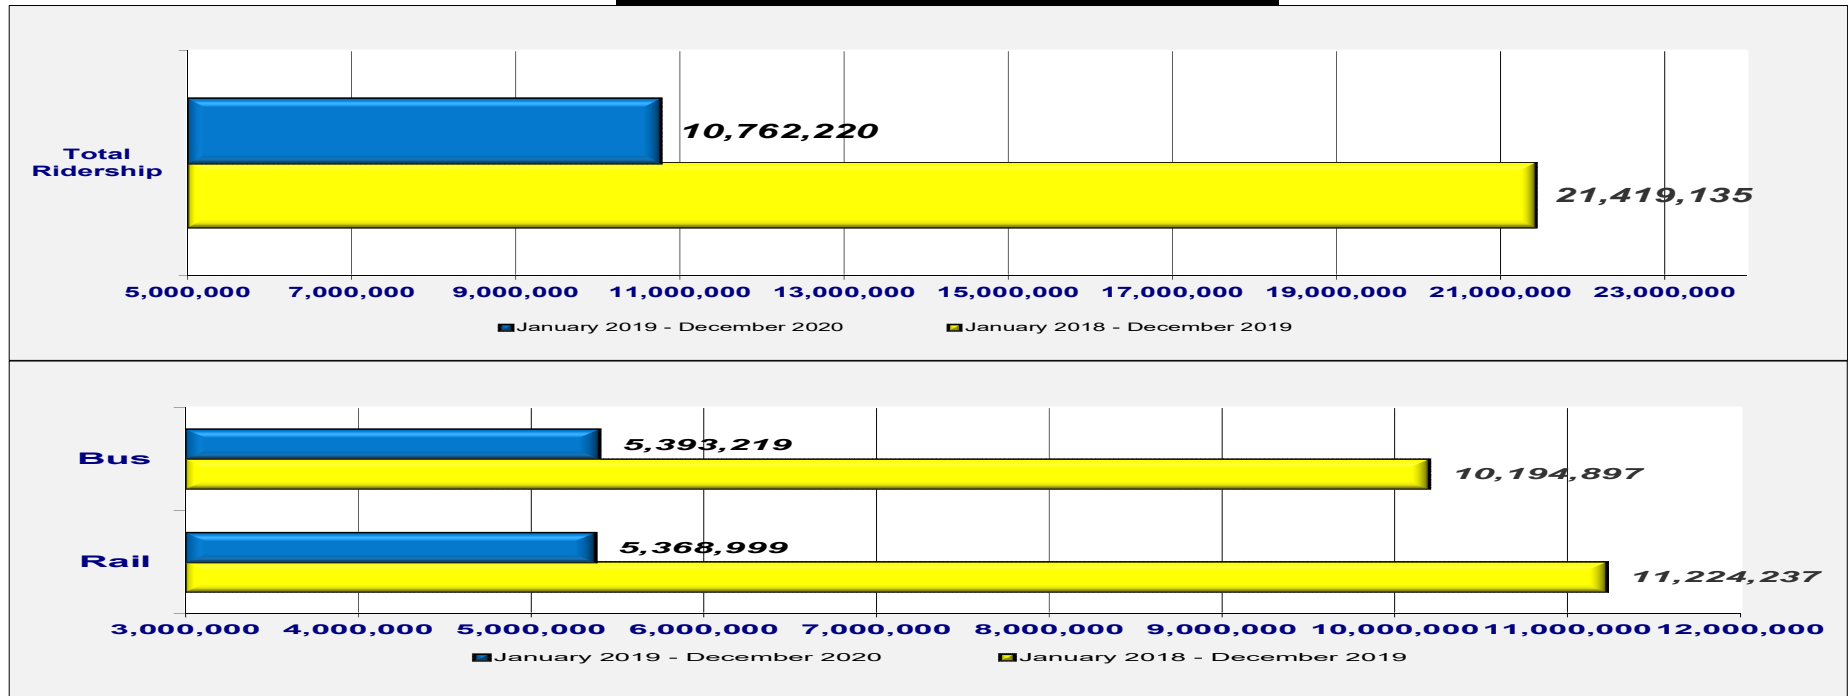 10,762,220
Total
Ridership
21,419,135
5,000,000 7,000,000 9,000,000 11,000,000 13,000,000 15,000,000 17,000,000 19,000,000 21,000,000 23,000,000
January 2019 - December 2020 January 2018 - December 2019
5,393,219
Bus
10,194,897
5,368,999
Rail
11,224,237
3,000,000 4,000,000 5,000,000 6,000,000 7,000,000 8,000,000 9,000,000 10,000,000 11,000,000 12,000,000
January 2019 - December 2020 January 2018 - December 2019